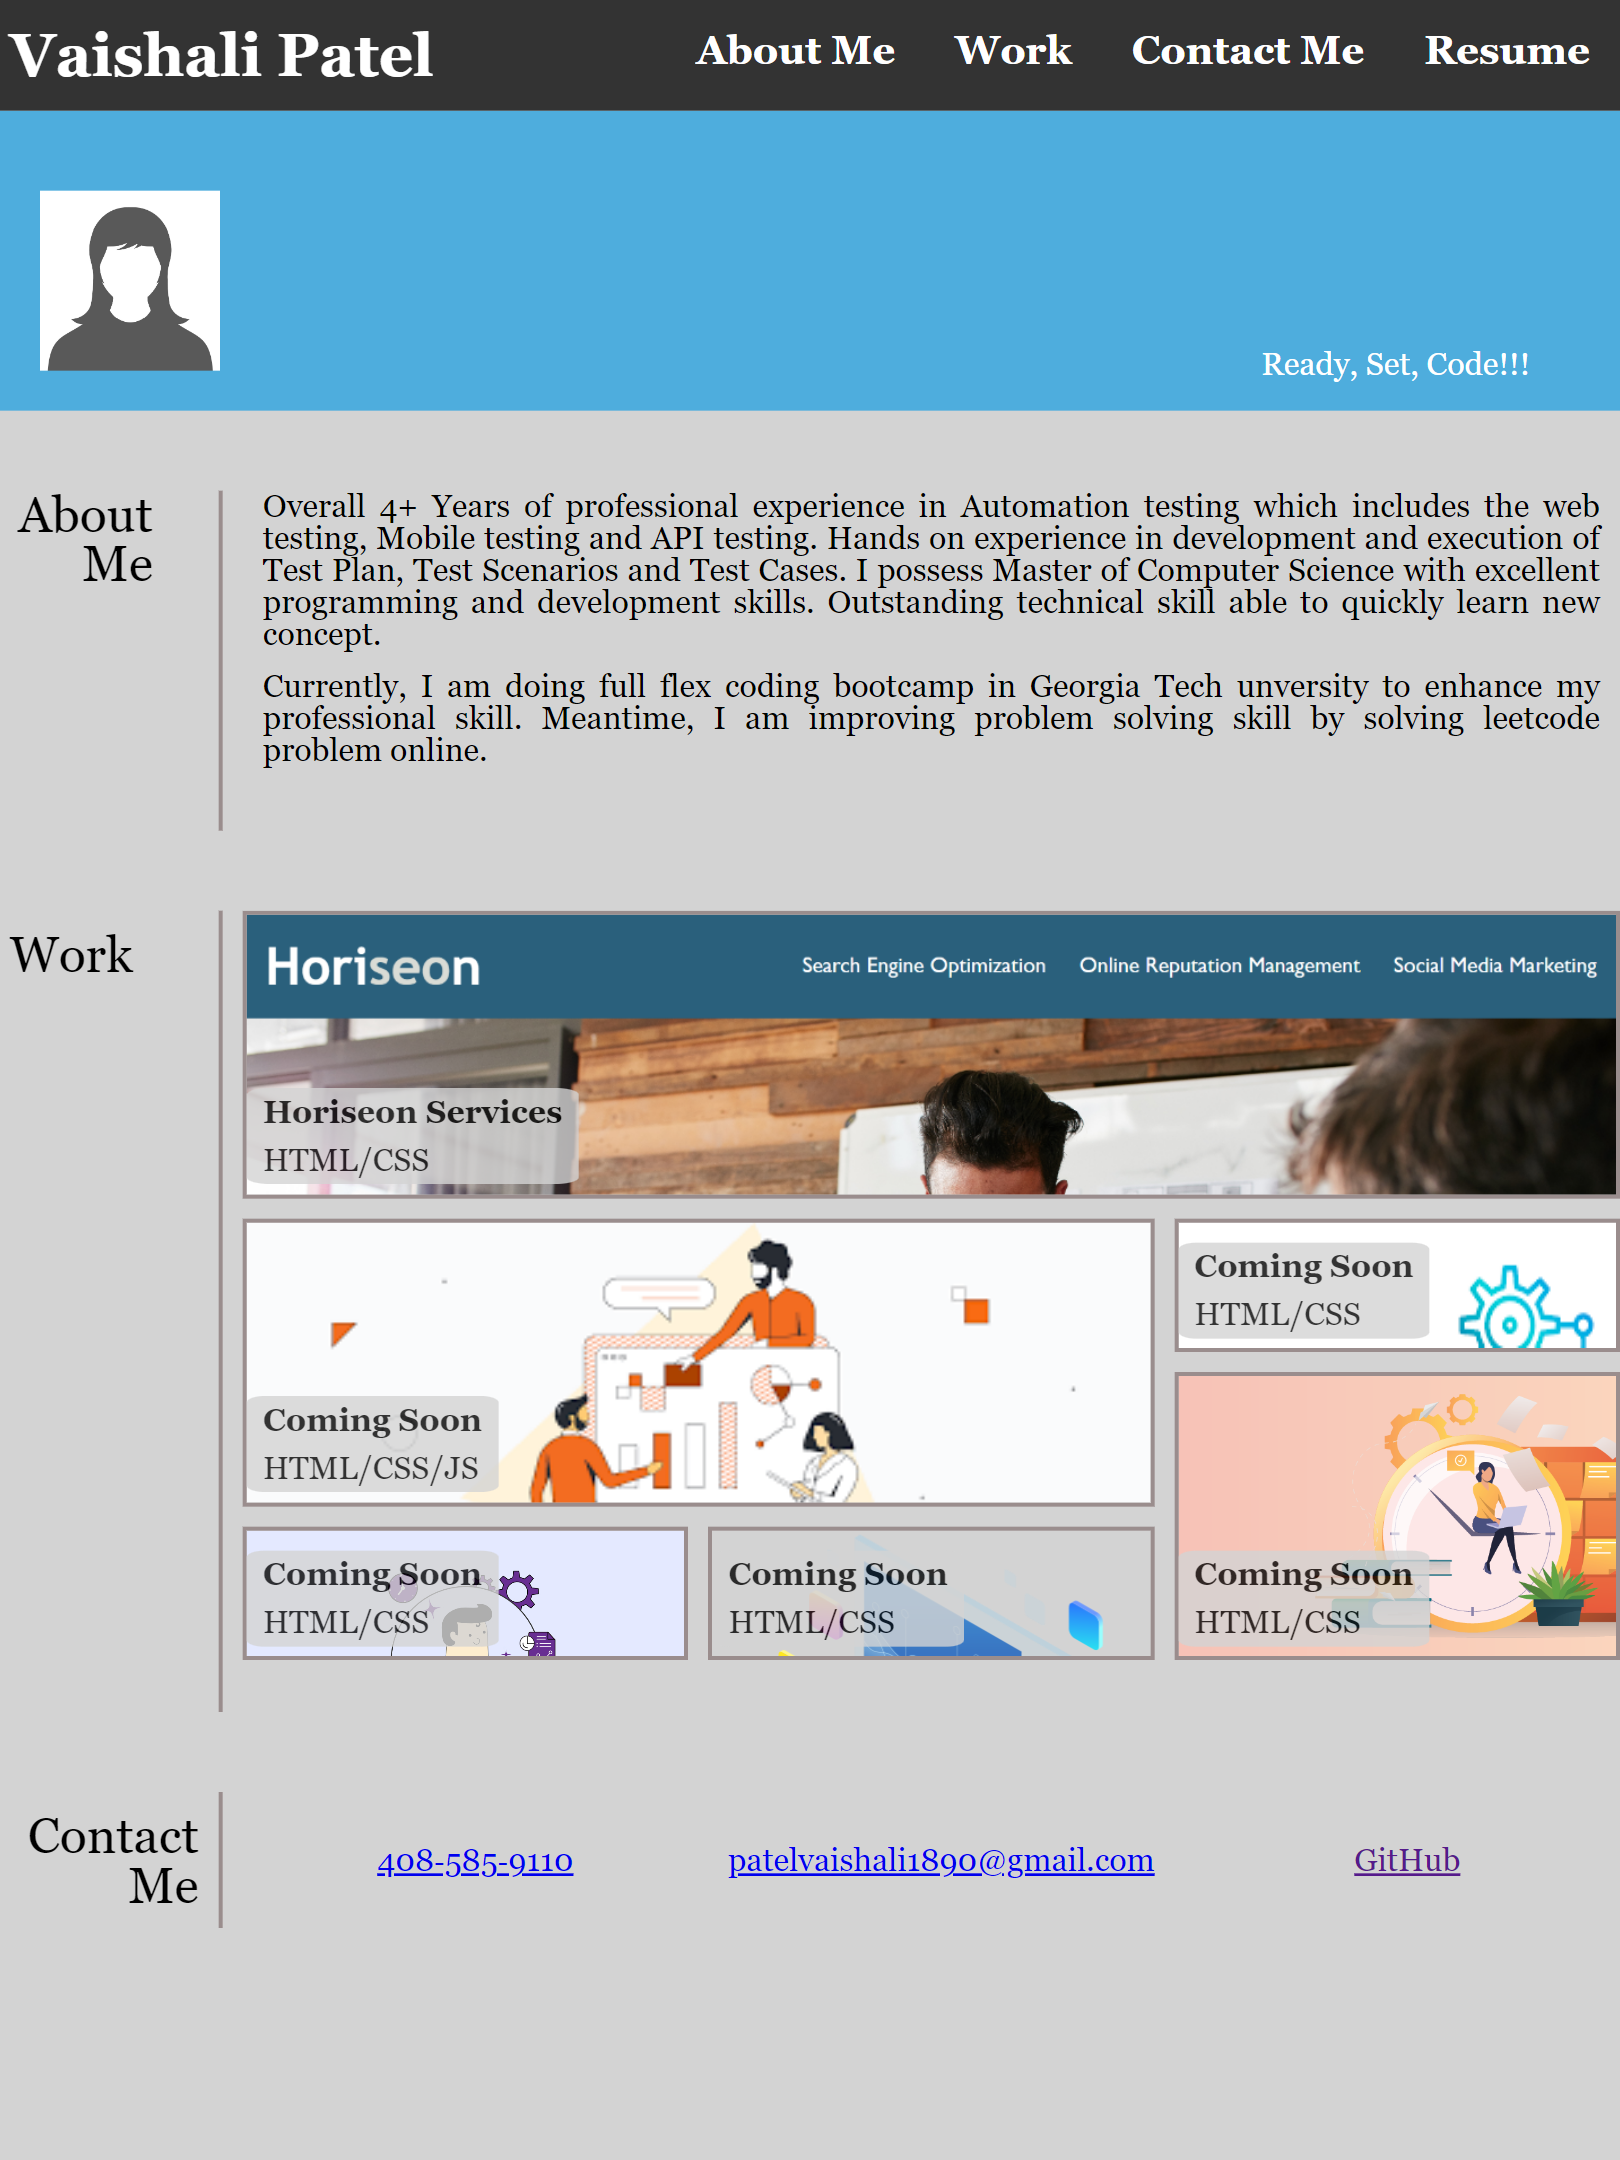 Vaishali Patel
About Me Work Contact Me Resume
Ready, Set, Code!!!
About
Me
Overall 4+ Years of professional experience in Automation testing which includes the web
testing, Mobile testing and API testing. Hands on experience in development and execution of
Test Plan, Test Scenarios and Test Cases. I possess Master of Computer Science with excellent
programming and development skills. Outstanding technical skill able to quickly learn new
concept.
Currently, I am doing full flex coding bootcamp in Georgia Tech unversity to enhance my
professional skill. Meantime, I am improving problem solving skill by solving leetcode
problem online.
Work
Horiseon
Search Engine Optimization Online Reputation Management Social Media Marketing
Horiseon Services
HTML/CSS
Coming Soon
HTML/CSS/JS
Coming Soon
HTML/CSS
Coming Soon
HTML/CSS
Coming Soon
HTML/CSS
Coming Soon
HTML/CSS
Contact
Me
408-585-9110
patelvaishali1890@gmail.com
GitHub